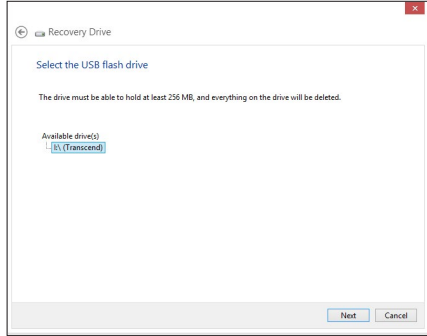 Recovery Drive
Select the USB flash drive
The drive must be able to hold at least 256 MB, and everything on the drive will be deleted.
Available drive(s)
I:\ (Transcend)
Next Cancel